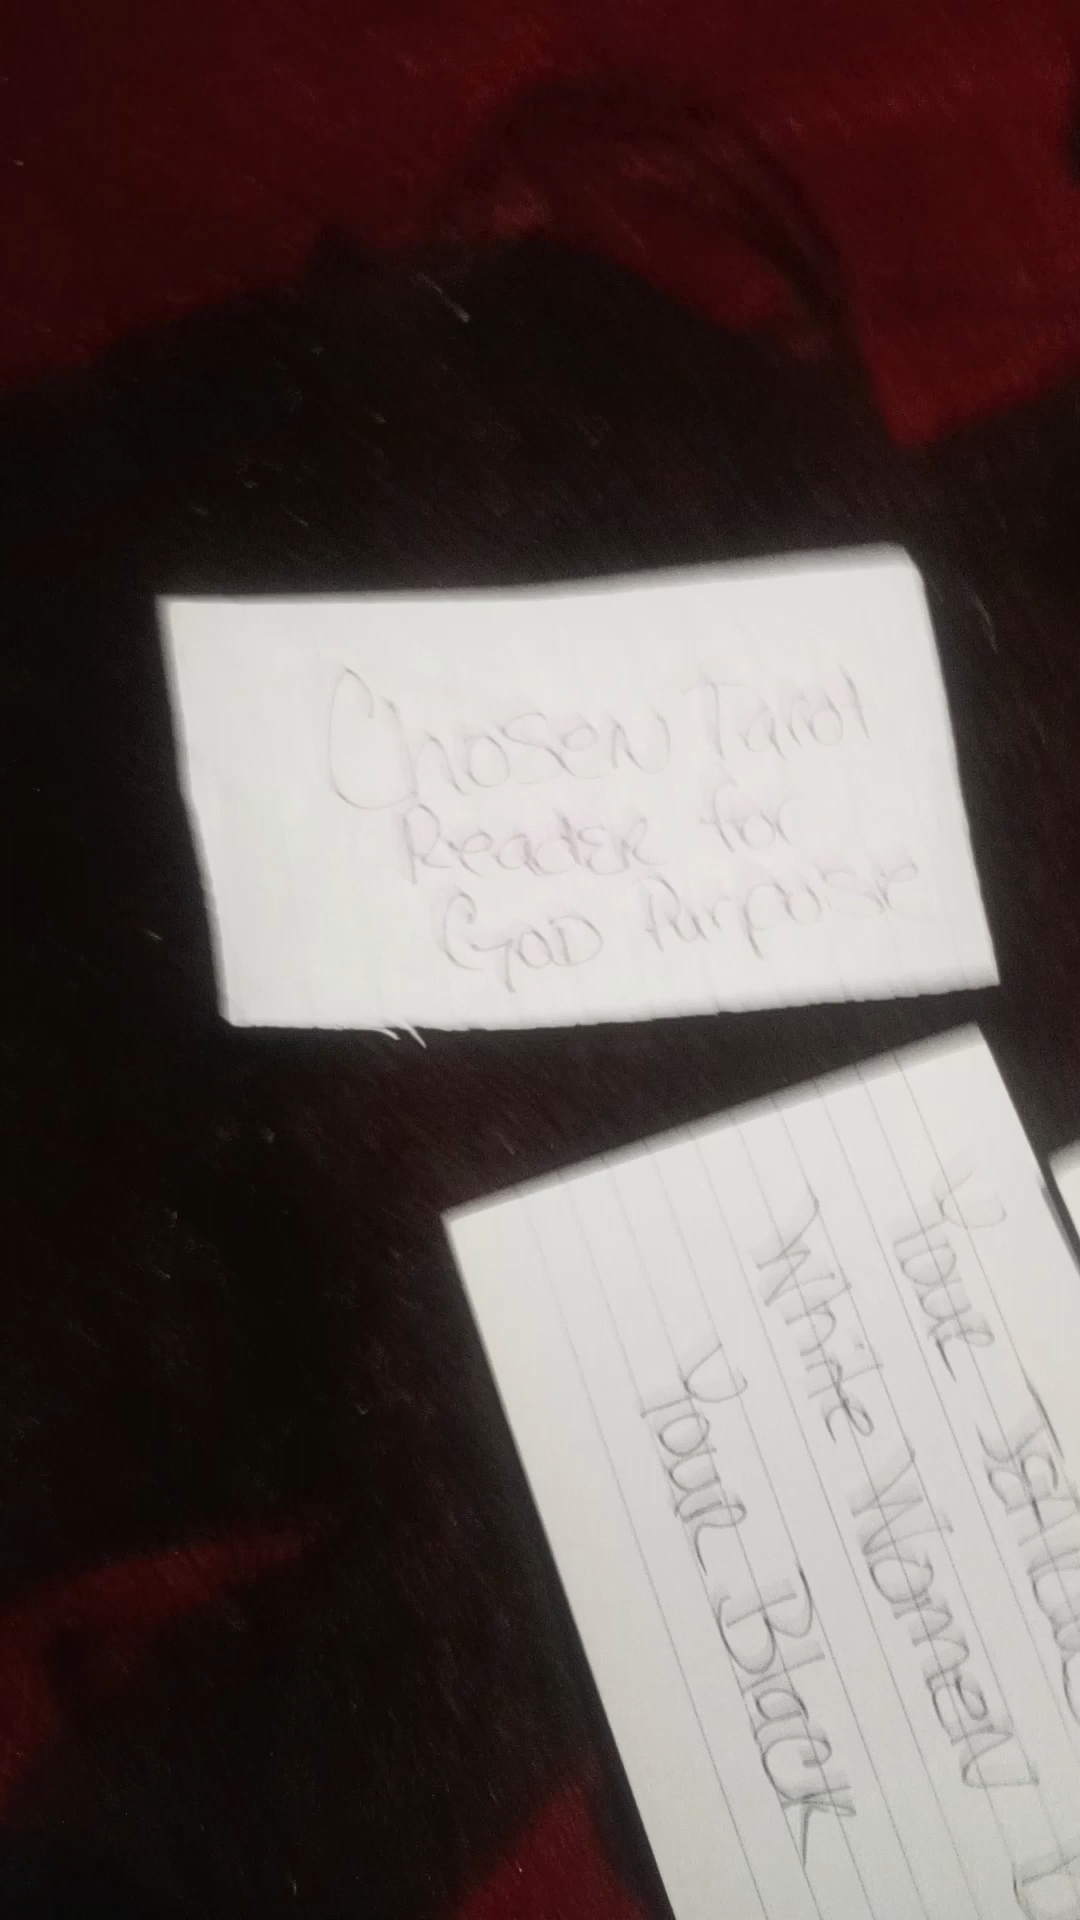 Chosen Tarot
Reader for
God Purpose
Your
White Women
Your Black